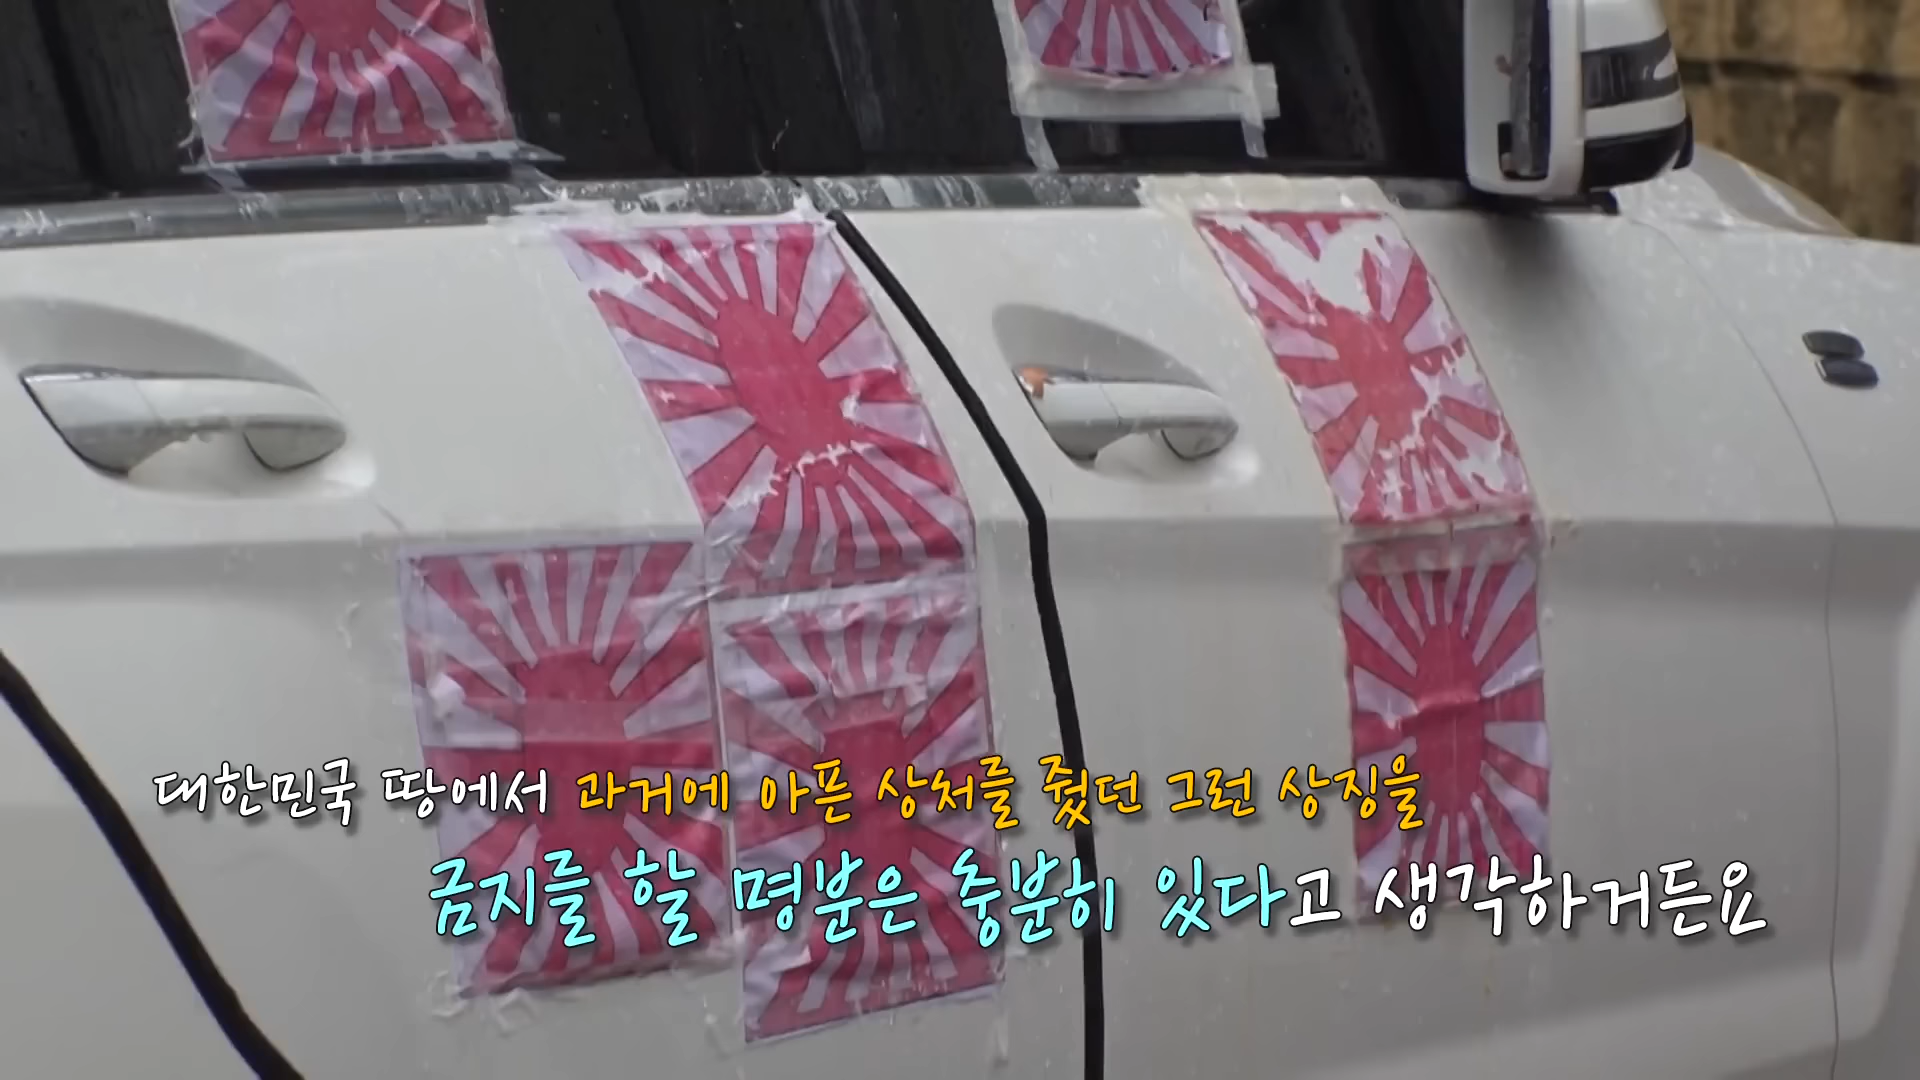 대한민국 땅에서 과거에 아픈 상처를 줬던 그런 상징을
금지를 할 명분은 충분히 있다고 생각하거든요